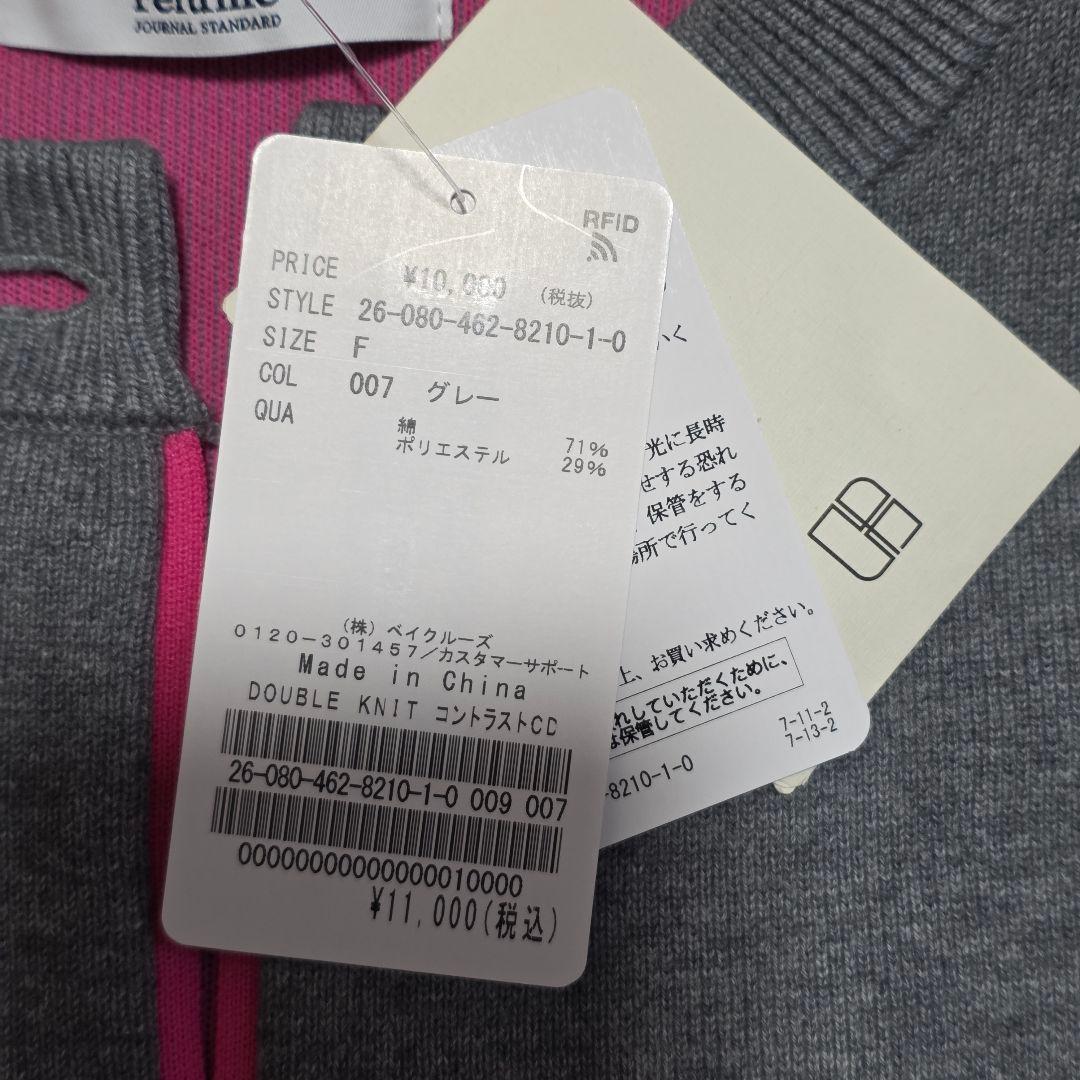 JOURNAL STANDARD
RFID
PRICE ¥10,000 (税抜)
STYLE 26-080-462-8210-1-0
SIZE F
COL 007 グレー
QUA
綿 71%
ポリエステル 29%
(株) ベイクルーズ
0120-301457/カスタマーサポート
Made in China
DOUBLE KNIT コントラストCD
26-080-462-8210-1-0 009 007
00000000000000010000
¥11,000(税込)
いく
光に長時
せする恐れ
保管をする
場所で行ってく
上、お買い求めください。
れしていただくために、
保管してください。
7-11-2
7-13-2
-8210-1-0